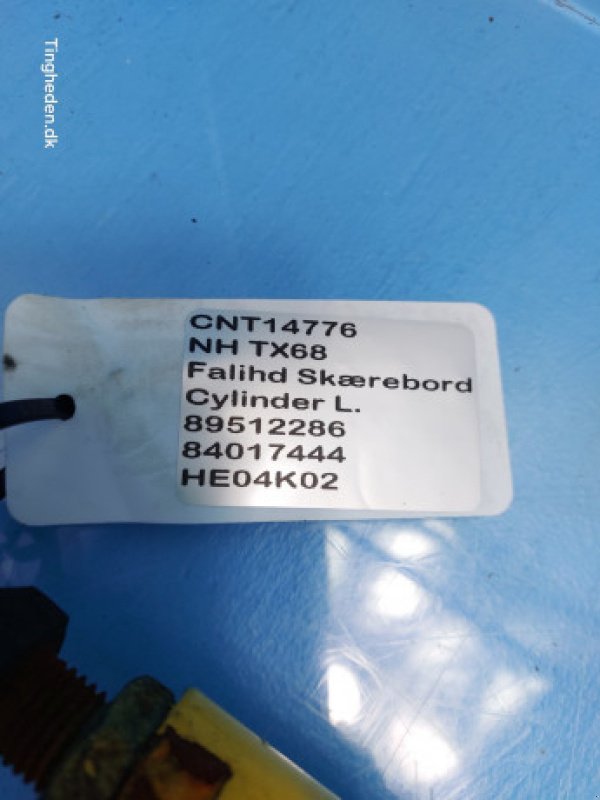 Tingheden.dk
CNT14776
NH TX68
Falihd Skærebord
Cylinder L.
89512286
84017444
HE04K02